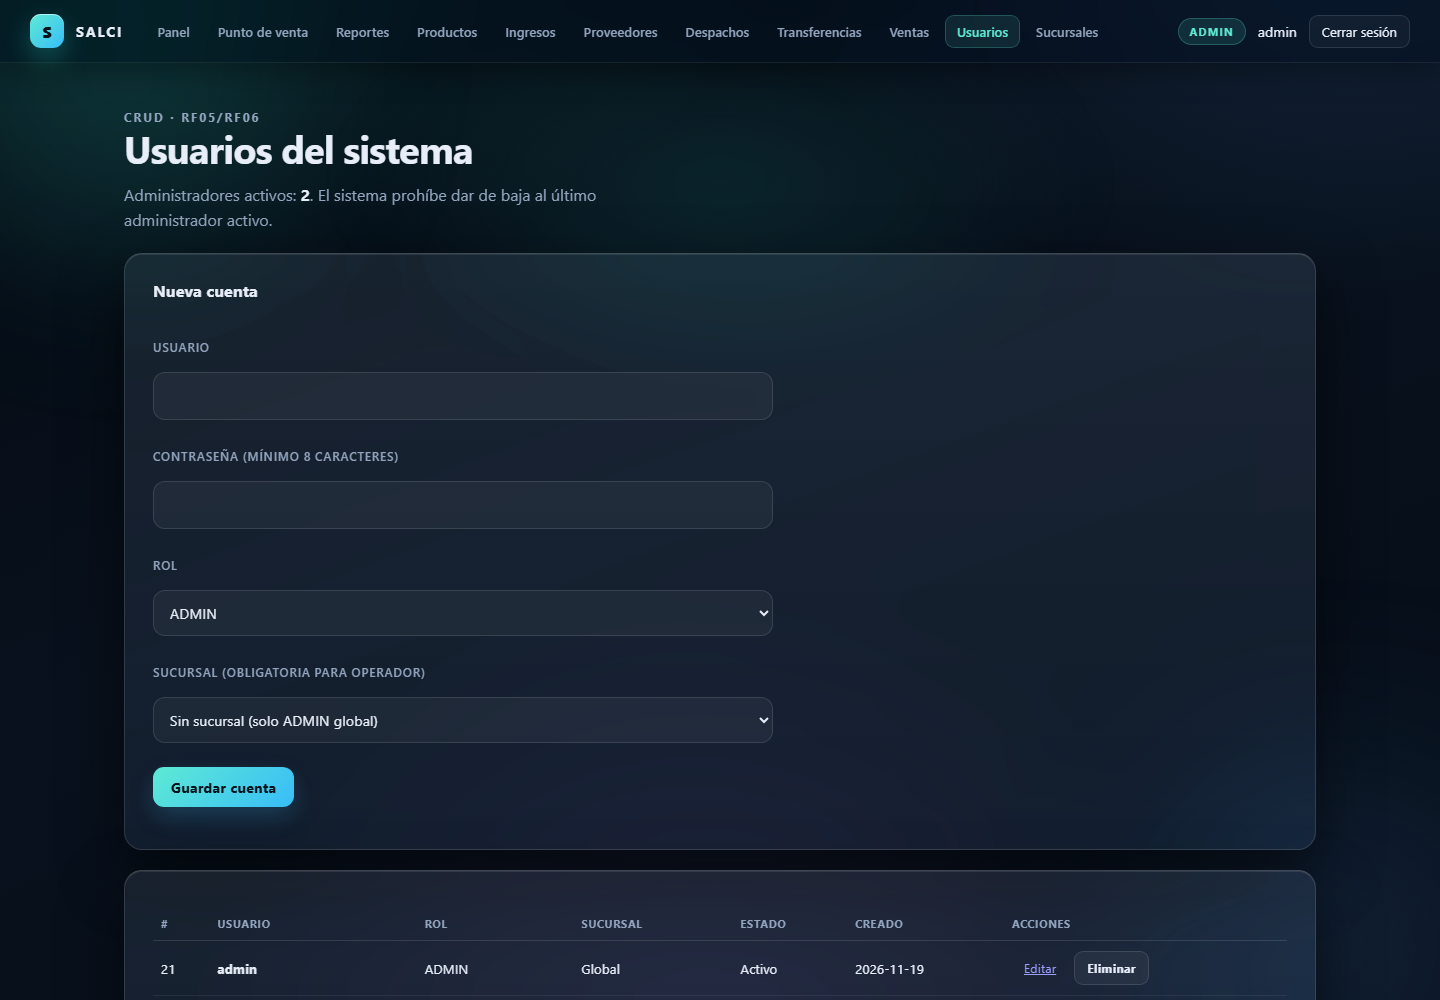 S SALCI Panel Punto de venta Reportes Productos Ingresos Proveedores Despachos Transferencias Ventas Usuarios Sucursales ADMIN admin Cerrar sesión
CRUD · RF05/RF06
Usuarios del sistema
Administradores activos: 2. El sistema prohíbe dar de baja al último
administrador activo.
Nueva cuenta
USUARIO
CONTRASEÑA (MÍNIMO 8 CARACTERES)
ROL
ADMIN
SUCURSAL (OBLIGATORIA PARA OPERADOR)
Sin sucursal (solo ADMIN global)
Guardar cuenta
# USUARIO ROL SUCURSAL ESTADO CREADO ACCIONES
21 admin ADMIN Global Activo 2026-11-19 Editar Eliminar